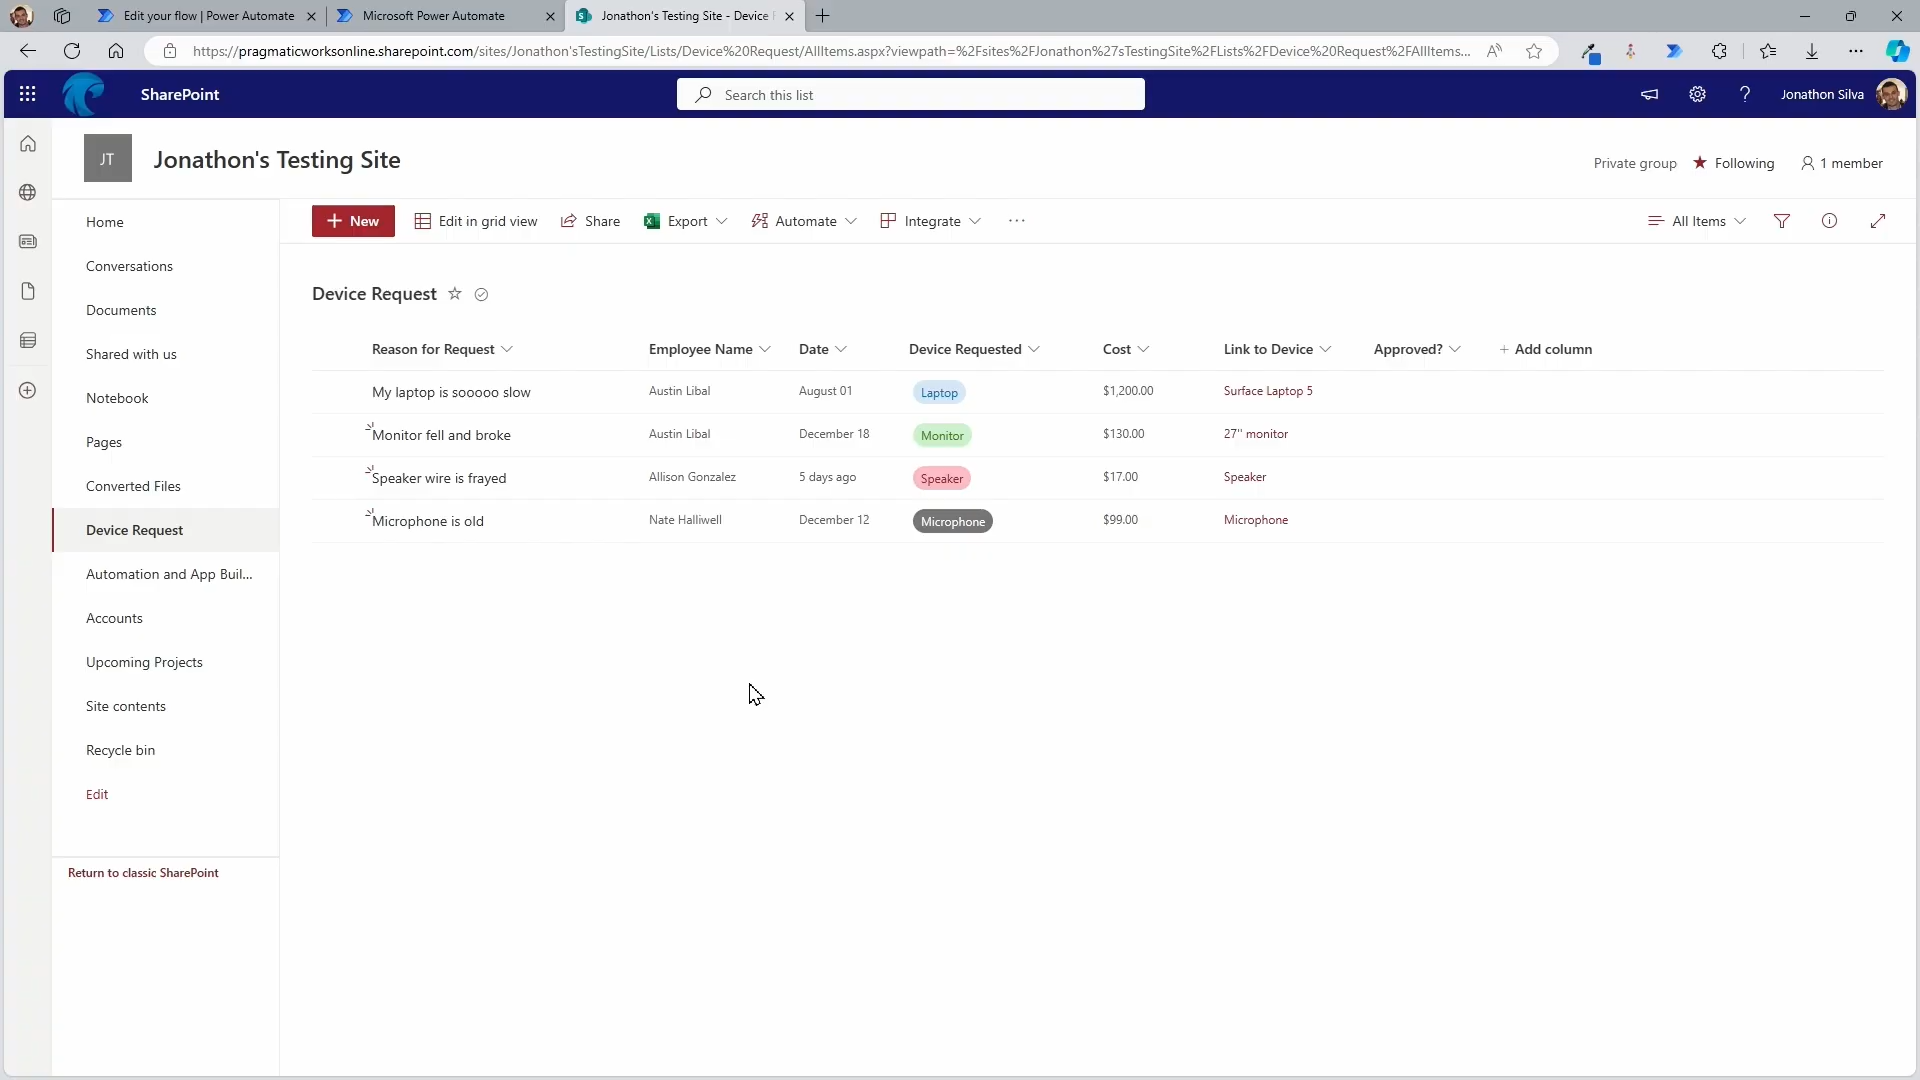 Edit your flow | Power Automate
Microsoft Power Automate
Jonathon's Testing Site - Device
https://pragmaticworksonline.sharepoint.com/sites/Jonathon'sTestingSite/Lists/Device%20Request/AllItems.aspx?viewpath=%2Fsites%2FJonathon%27sTestingSite%2FLists%2FDevice%20Request%2FAllItems...
SharePoint
Search this list
Jonathon Silva
JT
Jonathon's Testing Site
Private group
Following
1 member
Home
Conversations
Documents
Shared with us
Notebook
Pages
Converted Files
Device Request
Automation and App Buil...
Accounts
Upcoming Projects
Site contents
Recycle bin
Edit
Return to classic SharePoint
+ New Edit in grid view Share Export Automate Integrate ... All Items
Device Request
Reason for Request Employee Name Date Device Requested Cost Link to Device Approved? + Add column
My laptop is sooooo slow Austin Libal August 01 Laptop $1,200.00 Surface Laptop 5
Monitor fell and broke Austin Libal December 18 Monitor $130.00 27" monitor
Speaker wire is frayed Allison Gonzalez 5 days ago Speaker $17.00 Speaker
Microphone is old Nate Halliwell December 12 Microphone $99.00 Microphone